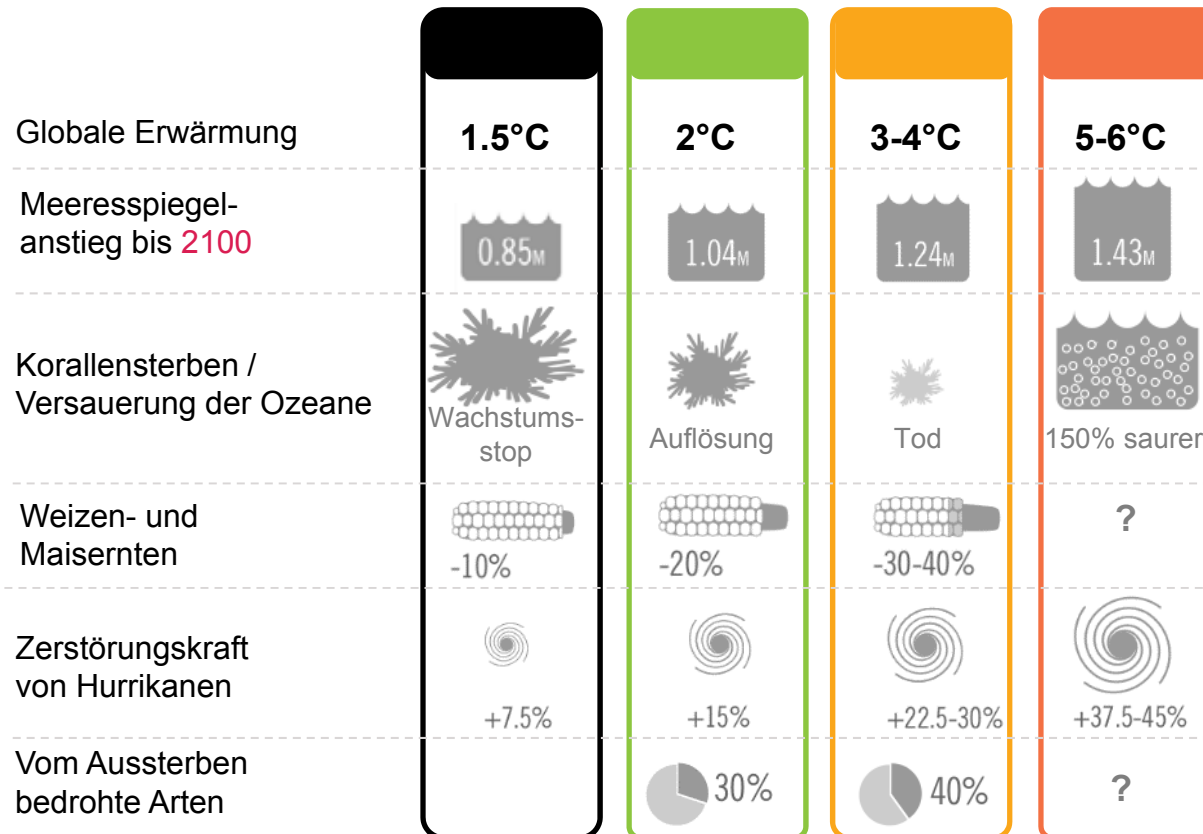 Globale Erwärmung 1.5°C 2°C 3-4°C 5-6°C
Meeresspiegel-
anstieg bis 2100
0.85M 1.04M 1.24M 1.43M
Korallensterben /
Versauerung der Ozeane
Wachstums-
stop
Auflösung Tod 150% saurer
Weizen- und
Maisernten
-10% -20% -30-40% ?
Zerstörungskraft
von Hurrikanen
+7.5% +15% +22.5-30% +37.5-45%
Vom Aussterben
bedrohte Arten
30% 40% ?